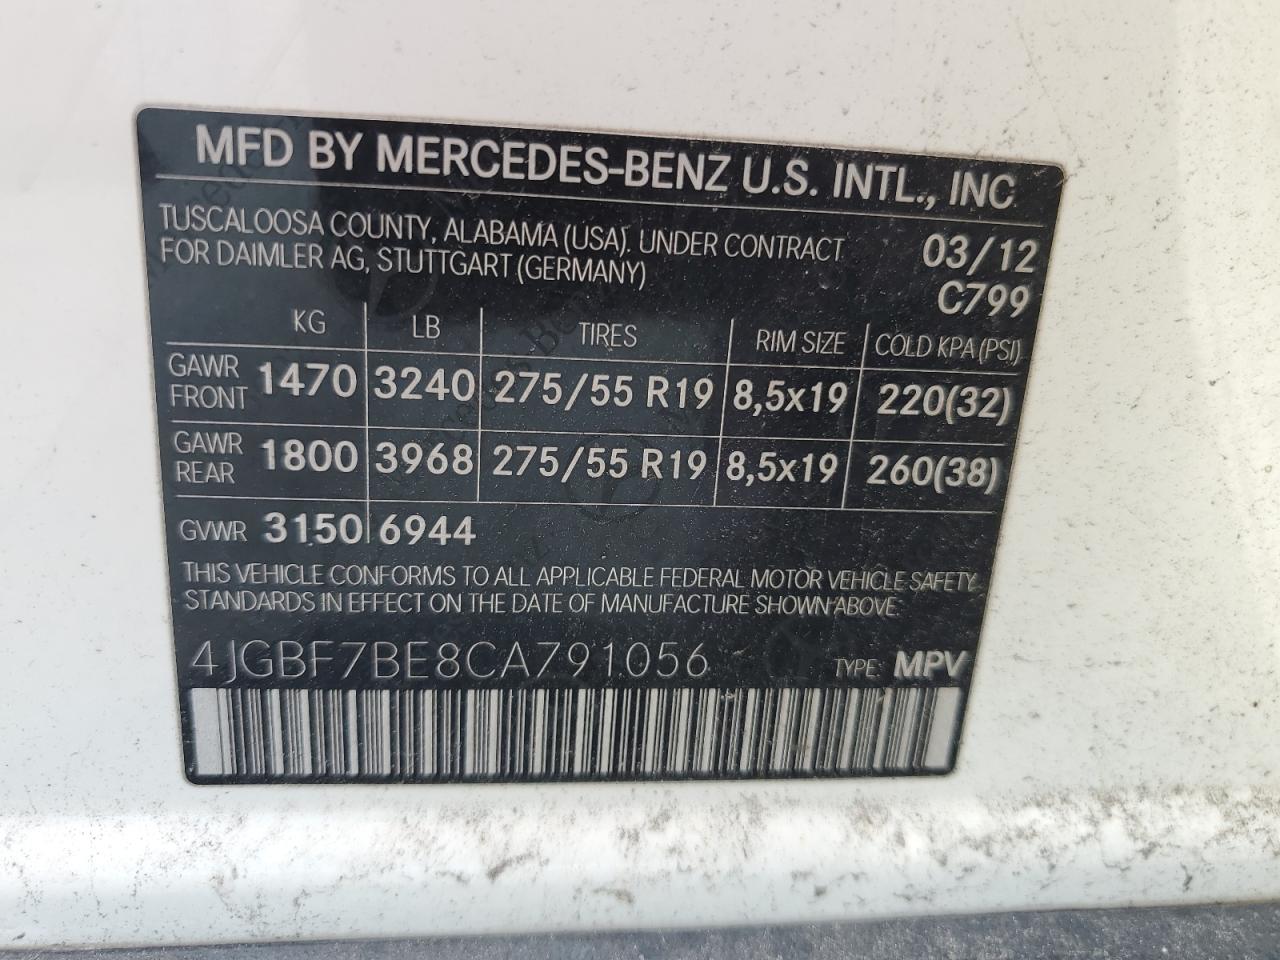 MFD BY MERCEDES-BENZ U.S. INTL., INC
TUSCALOOSA COUNTY, ALABAMA (USA). UNDER CONTRACT
FOR DAIMLER AG, STUTTGART (GERMANY)
03/12
C799
KG LB TIRES RIM SIZE COLD KPA (PSI)
GAWR FRONT 1470 3240 275/55 R19 8,5x19 220(32)
GAWR REAR 1800 3968 275/55 R19 8,5x19 260(38)
GVWR 3150 6944
THIS VEHICLE CONFORMS TO ALL APPLICABLE FEDERAL MOTOR VEHICLE SAFETY
STANDARDS IN EFFECT ON THE DATE OF MANUFACTURE SHOWN ABOVE
4JGBF7BE8CA791056 TYPE: MPV